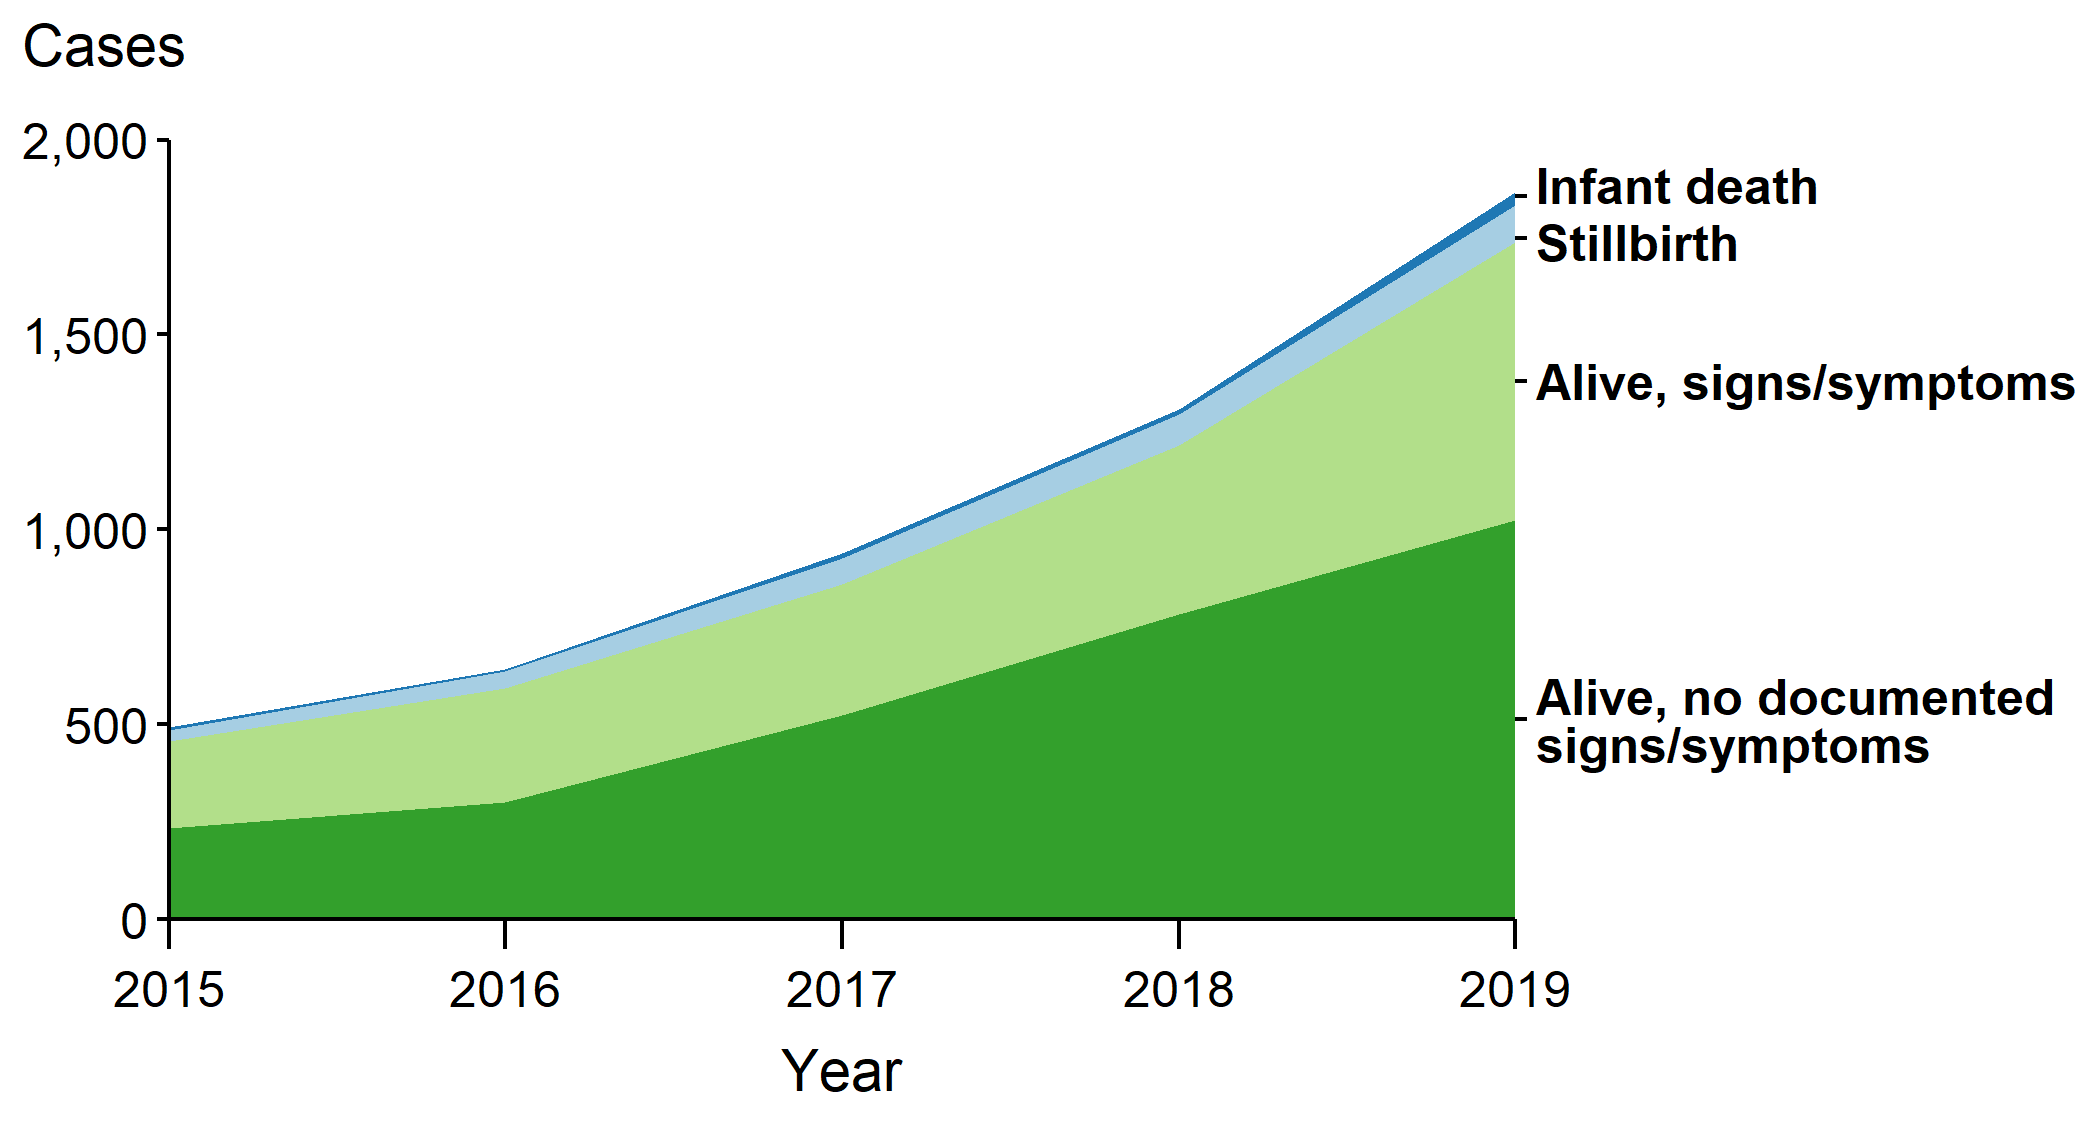 Cases
2,000
1,500
1,000
500
0
Infant death
Stillbirth
Alive, signs/symptoms
Alive, no documented
signs/symptoms
2015 2016 2017 2018 2019
Year